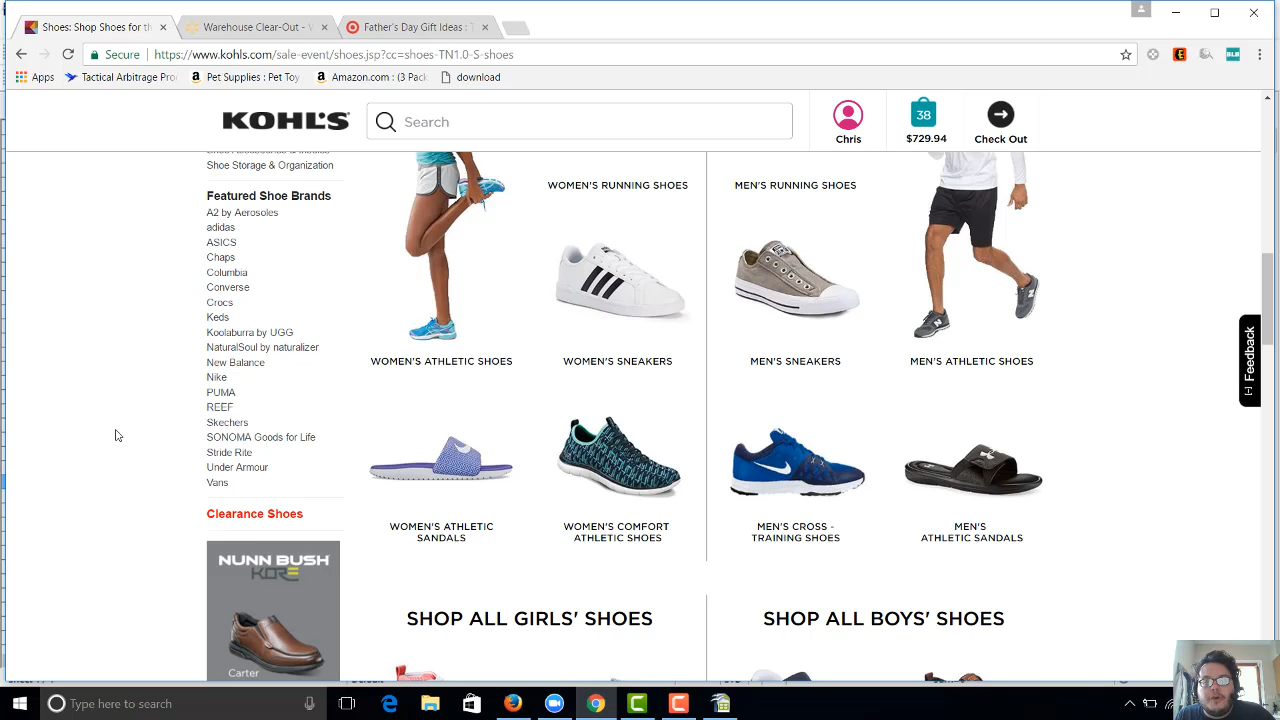 Shoes: Shop Shoes for th
Warehouse Clear-Out -
Father's Day Gift Ideas : T
Secure
https://www.kohls.com/sale-event/shoes.jsp?cc=shoes-TN1.0-S-shoes
Apps
Tactical Arbitrage Pro
Pet Supplies : Pet Toy
Amazon.com : (3 Pack
download
BLB
KOHL'S
Search
Chris
38
$729.94
Check Out
Shoe Storage & Organization
Featured Shoe Brands
A2 by Aerosoles
adidas
ASICS
Chaps
Columbia
Converse
Crocs
Keds
Koolaburra by UGG
NaturalSoul by naturalizer
New Balance
Nike
PUMA
REEF
Skechers
SONOMA Goods for Life
Stride Rite
Under Armour
Vans
Clearance Shoes
NUNN BUSH
KORE
Carter
WOMEN'S RUNNING SHOES
MEN'S RUNNING SHOES
WOMEN'S ATHLETIC SHOES
WOMEN'S SNEAKERS
MEN'S SNEAKERS
MEN'S ATHLETIC SHOES
WOMEN'S ATHLETIC
SANDALS
WOMEN'S COMFORT
ATHLETIC SHOES
MEN'S CROSS -
TRAINING SHOES
MEN'S
ATHLETIC SANDALS
SHOP ALL GIRLS' SHOES
SHOP ALL BOYS' SHOES
[-] Feedback
Type here to search